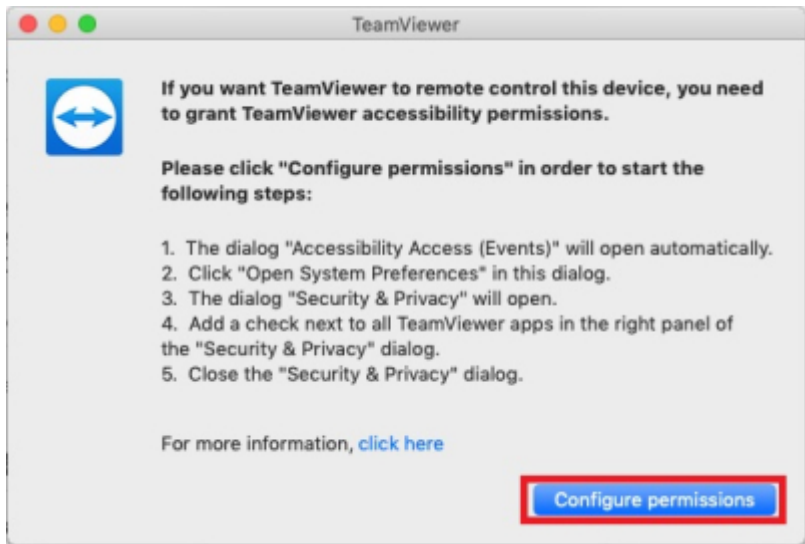 TeamViewer
If you want TeamViewer to remote control this device, you need
to grant TeamViewer accessibility permissions.
Please click "Configure permissions" in order to start the
following steps:
1. The dialog "Accessibility Access (Events)" will open automatically.
2. Click "Open System Preferences" in this dialog.
3. The dialog "Security & Privacy" will open.
4. Add a check next to all TeamViewer apps in the right panel of
the "Security & Privacy" dialog.
5. Close the "Security & Privacy" dialog.
For more information, click here
Configure permissions